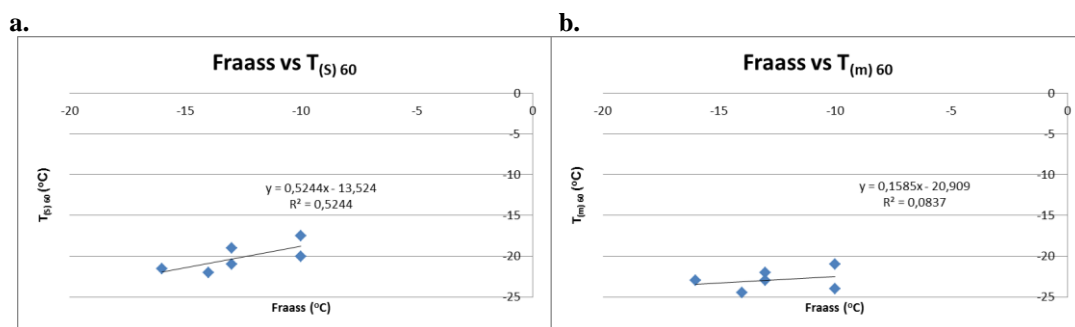 a.
Fraass vs T(S) 60
-20 -15 -10 -5 0
0
-5
-10
-15
-20
-25
T(S) 60 (°C)
y = 0,5244x - 13,524
R² = 0,5244
Fraass (°C)
b.
Fraass vs T(m) 60
-20 -15 -10 -5 0
0
-5
-10
-15
-20
-25
T(m) 60 (°C)
y = 0,1585x - 20,909
R² = 0,0837
Fraass (°C)